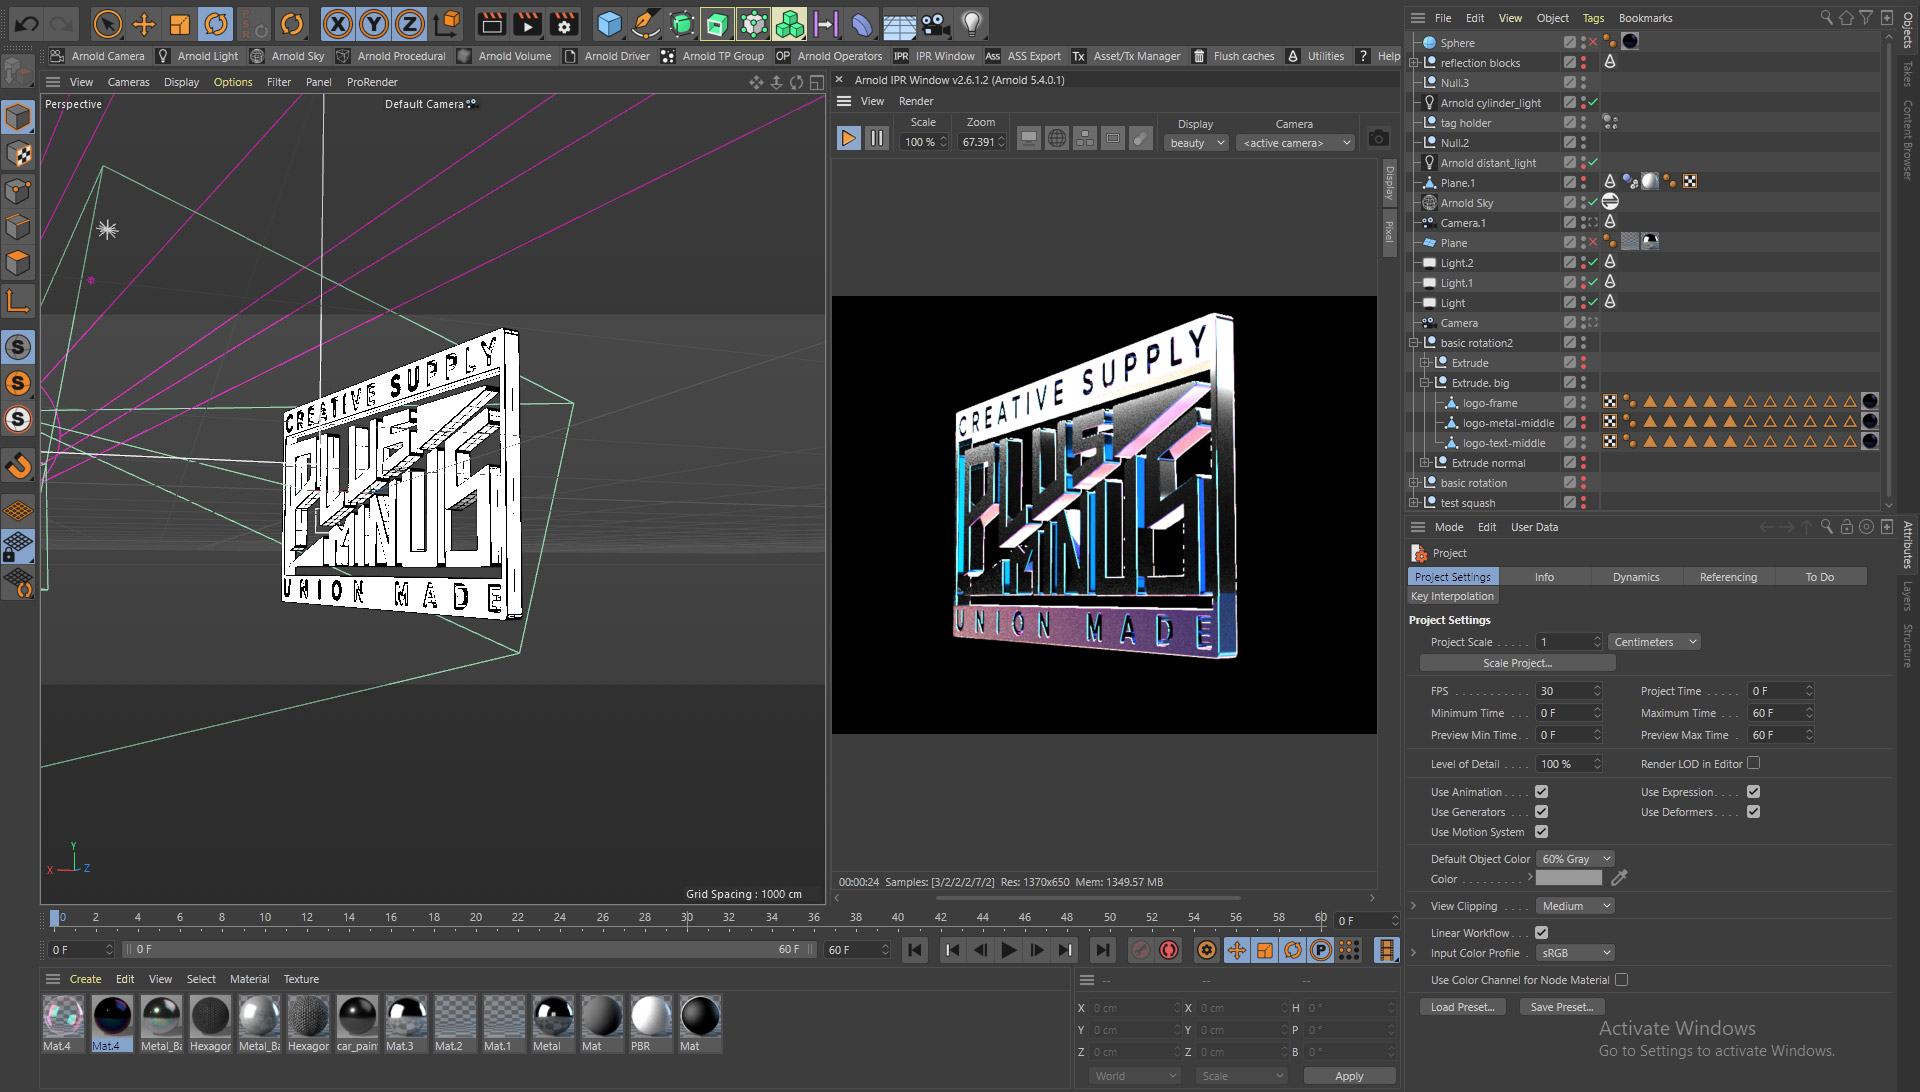 File Edit View Object Tags Bookmarks
Arnold Camera Arnold Light Arnold Sky Arnold Procedural Arnold Volume Arnold Driver Arnold TP Group OP Arnold Operators IPR IPR Window Ass ASS Export Tx Asset/Tx Manager Flush caches Utilities ? Help
View Cameras Display Options Filter Panel ProRender
Perspective
Default Camera
CREATIVE SUPPLY
PLUS
MINUS
UNION MADE
Y
X Z
Grid Spacing : 1000 cm
Arnold IPR Window v2.6.1.2 (Arnold 5.4.0.1)
View Render
Scale Zoom Display Camera
100 % 67.391 beauty <active camera>
Display
Pixel
CREATIVE SUPPLY
PLUS
MINUS
UNION MADE
00:00:24 Samples: [3/2/2/2/7/2] Res: 1370x650 Mem: 1349.57 MB
Sphere
reflection blocks
Null.3
Arnold cylinder_light
tag holder
Null.2
Arnold distant_light
Plane.1
Arnold Sky
Camera.1
Plane
Light.2
Light.1
Light
Camera
basic rotation2
Extrude
Extrude. big
logo-frame
logo-metal-middle
logo-text-middle
Extrude normal
basic rotation
test squash
Objects
Takes
Content Browser
Attributes
Layers
Structure
Mode Edit User Data
Project
Project Settings Info Dynamics Referencing To Do
Key Interpolation
Project Settings
Project Scale 1 Centimeters
Scale Project...
FPS 30 Project Time 0 F
Minimum Time 0 F Maximum Time 60 F
Preview Min Time 0 F Preview Max Time 60 F
Level of Detail 100 % Render LOD in Editor
Use Animation Use Expression
Use Generators Use Deformers
Use Motion System
Default Object Color 60% Gray
Color
View Clipping Medium
Linear Workflow
Input Color Profile sRGB
Use Color Channel for Node Material
Load Preset... Save Preset...
Activate Windows
Go to Settings to activate Windows.
0 2 4 6 8 10 12 14 16 18 20 22 24 26 28 30 32 34 36 38 40 42 44 46 48 50 52 54 56 58 60 0 F
0 F 0 F 60 F 60 F
Create Edit View Select Material Texture
Mat.4 Mat.4 Metal_Ba Hexagor Metal_Ba Hexagor car_pain Mat.3 Mat.2 Mat.1 Metal Mat PBR Mat
-- -- --
X 0 cm X 0 cm H 0 °
Y 0 cm Y 0 cm P 0 °
Z 0 cm Z 0 cm B 0 °
World Scale Apply